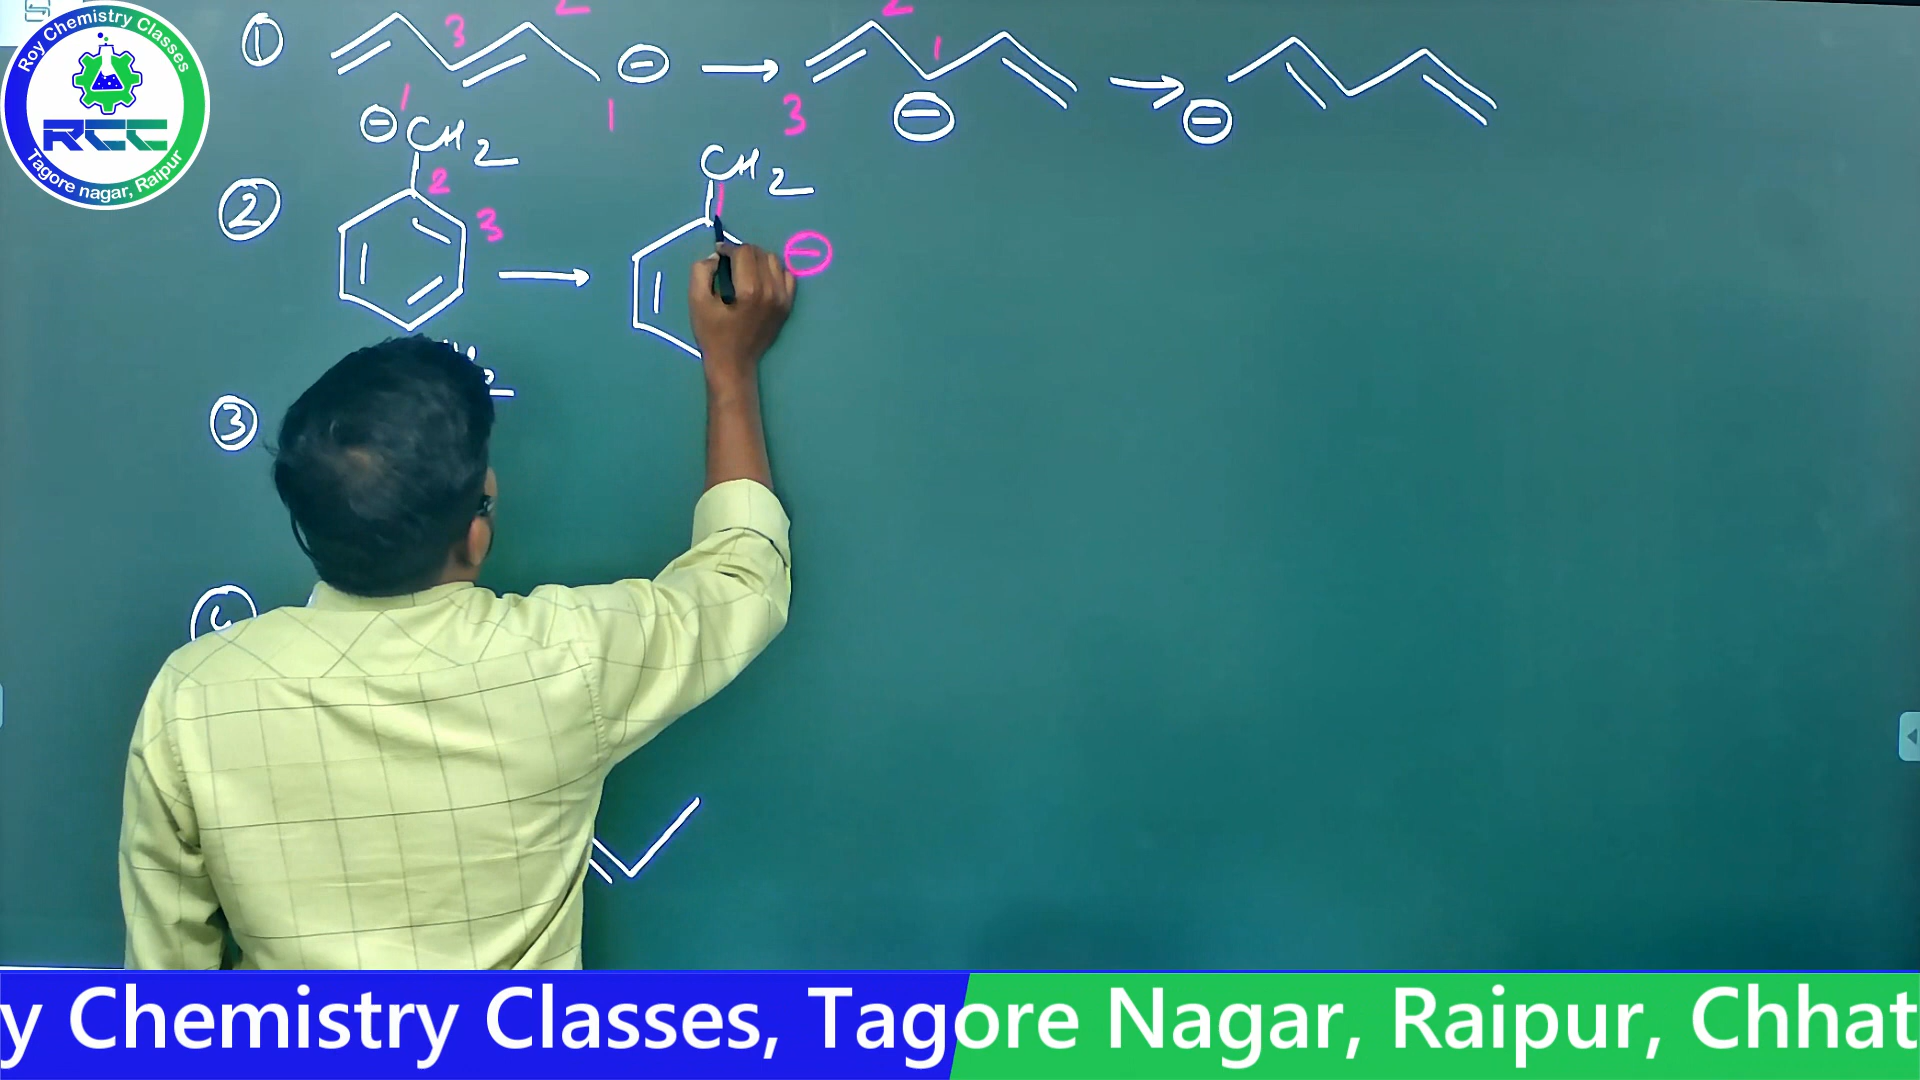 Roy Chemistry Classes
RCC
Tagore nagar, Raipur
① 3 2 ⊖ 2 1 ⊖ ⊖
1 1 3
⊖ CH2
CH2
② 2 3 1 ⊖
③
y Chemistry Classes, Tagore Nagar, Raipur, Chhat